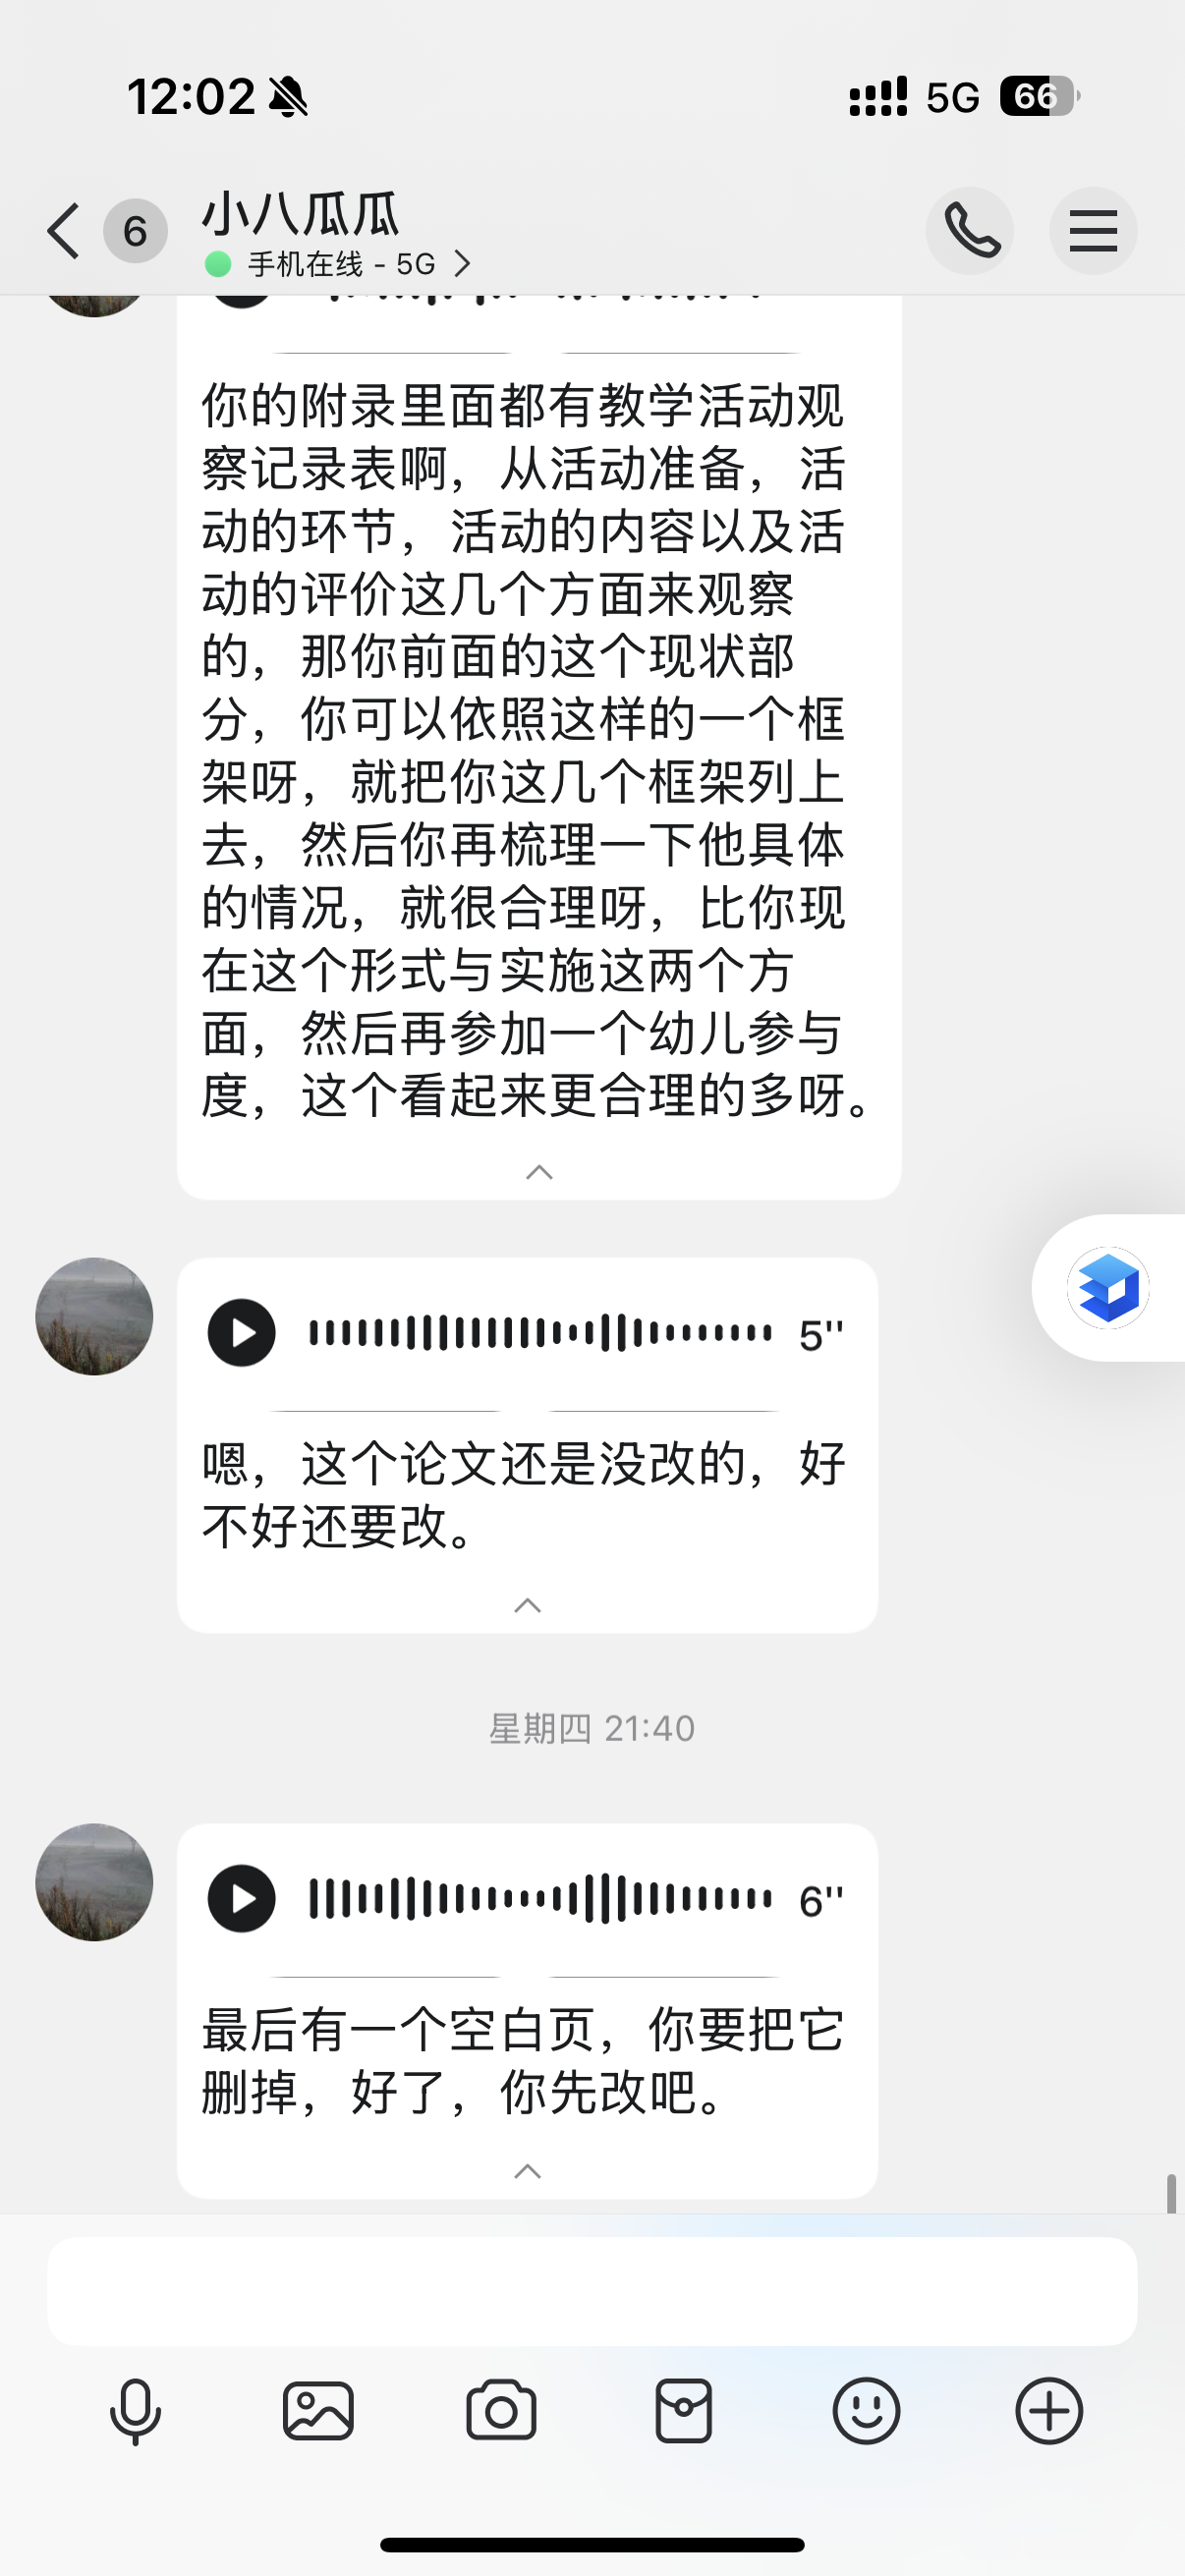 12:02
5G
66
6
小八瓜瓜
手机在线 - 5G
你的附录里面都有教学活动观
察记录表啊，从活动准备，活
动的环节，活动的内容以及活
动的评价这几个方面来观察
的，那你前面的这个现状部
分，你可以依照这样的一个框
架呀，就把你这几个框架列上
去，然后你再梳理一下他具体
的情况，就很合理呀，比你现
在这个形式与实施这两个方
面，然后再参加一个幼儿参与
度，这个看起来更合理的多呀。
5''
嗯，这个论文还是没改的，好
不好还要改。
星期四 21:40
6''
最后有一个空白页，你要把它
删掉，好了，你先改吧。